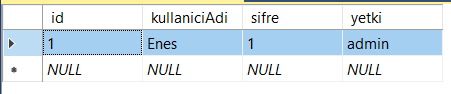 id kullaniciAdi sifre yetki
1 Enes 1 admin
NULL NULL NULL NULL